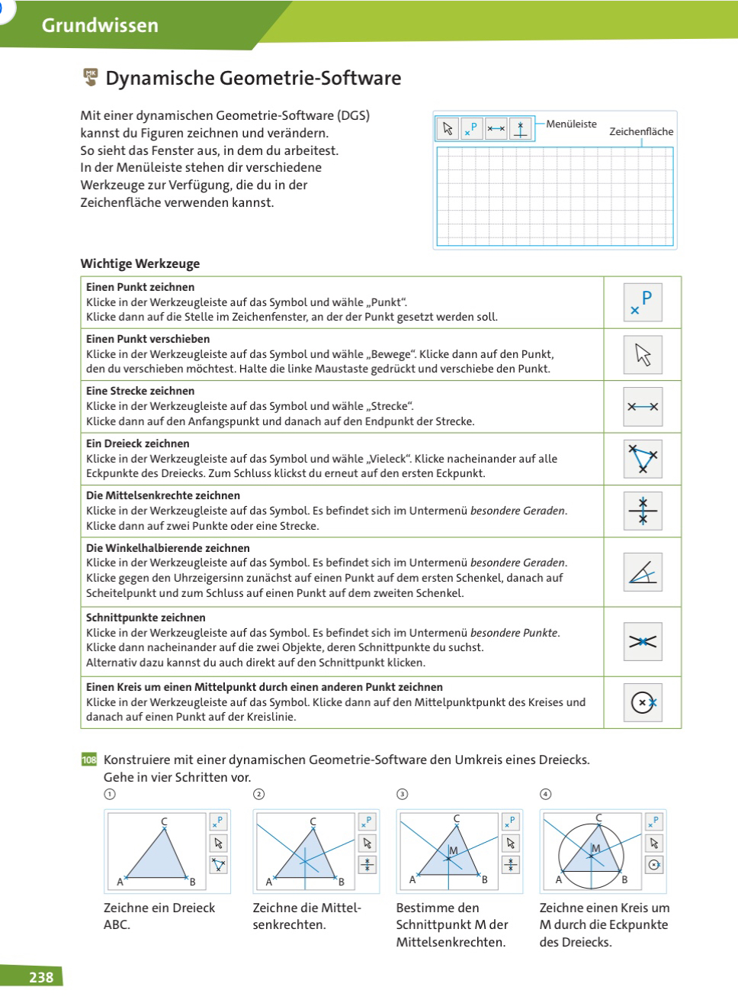 Grundwissen
MK
Dynamische Geometrie-Software
Mit einer dynamischen Geometrie-Software (DGS)
kannst du Figuren zeichnen und verändern.
So sieht das Fenster aus, in dem du arbeitest.
In der Menüleiste stehen dir verschiedene
Werkzeuge zur Verfügung, die du in der
Zeichenfläche verwenden kannst.
P
Menüleiste
Zeichenfläche
Wichtige Werkzeuge
Einen Punkt zeichnen
Klicke in der Werkzeugleiste auf das Symbol und wähle „Punkt“.
Klicke dann auf die Stelle im Zeichenfenster, an der der Punkt gesetzt werden soll.
P
Einen Punkt verschieben
Klicke in der Werkzeugleiste auf das Symbol und wähle „Bewege“. Klicke dann auf den Punkt,
den du verschieben möchtest. Halte die linke Maustaste gedrückt und verschiebe den Punkt.
Eine Strecke zeichnen
Klicke in der Werkzeugleiste auf das Symbol und wähle „Strecke“.
Klicke dann auf den Anfangspunkt und danach auf den Endpunkt der Strecke.
Ein Dreieck zeichnen
Klicke in der Werkzeugleiste auf das Symbol und wähle „Vieleck“. Klicke nacheinander auf alle
Eckpunkte des Dreiecks. Zum Schluss klickst du erneut auf den ersten Eckpunkt.
Die Mittelsenkrechte zeichnen
Klicke in der Werkzeugleiste auf das Symbol. Es befindet sich im Untermenü besondere Geraden.
Klicke dann auf zwei Punkte oder eine Strecke.
Die Winkelhalbierende zeichnen
Klicke in der Werkzeugleiste auf das Symbol. Es befindet sich im Untermenü besondere Geraden.
Klicke gegen den Uhrzeigersinn zunächst auf einen Punkt auf dem ersten Schenkel, danach auf
Scheitelpunkt und zum Schluss auf einen Punkt auf dem zweiten Schenkel.
Schnittpunkte zeichnen
Klicke in der Werkzeugleiste auf das Symbol. Es befindet sich im Untermenü besondere Punkte.
Klicke dann nacheinander auf die zwei Objekte, deren Schnittpunkte du suchst.
Alternativ dazu kannst du auch direkt auf den Schnittpunkt klicken.
Einen Kreis um einen Mittelpunkt durch einen anderen Punkt zeichnen
Klicke in der Werkzeugleiste auf das Symbol. Klicke dann auf den Mittelpunktpunkt des Kreises und
danach auf einen Punkt auf der Kreislinie.
108 Konstruiere mit einer dynamischen Geometrie-Software den Umkreis eines Dreiecks.
Gehe in vier Schritten vor.
①
C
P
A
B
Zeichne ein Dreieck
ABC.
②
C
P
A
B
Zeichne die Mittel-
senkrechten.
③
C
P
M
A
B
Bestimme den
Schnittpunkt M der
Mittelsenkrechten.
④
C
P
M
A
B
Zeichne einen Kreis um
M durch die Eckpunkte
des Dreiecks.
238